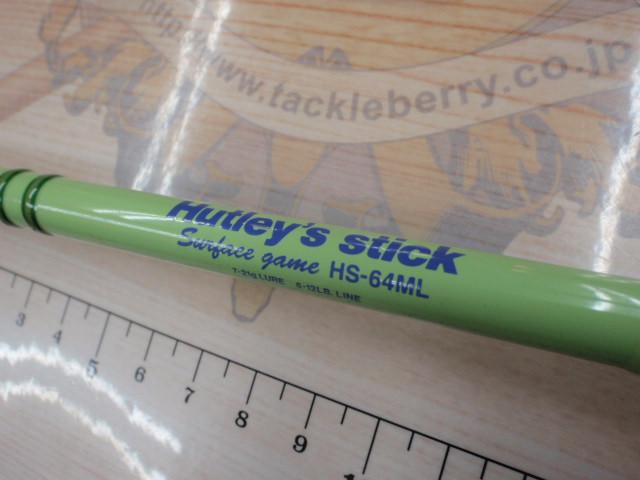 http://www.tackleberry.co.jp
Hutley's stick
Surface game HS-64ML
7-21g LURE 6-12LB. LINE
3 4 5 6 7 8 9